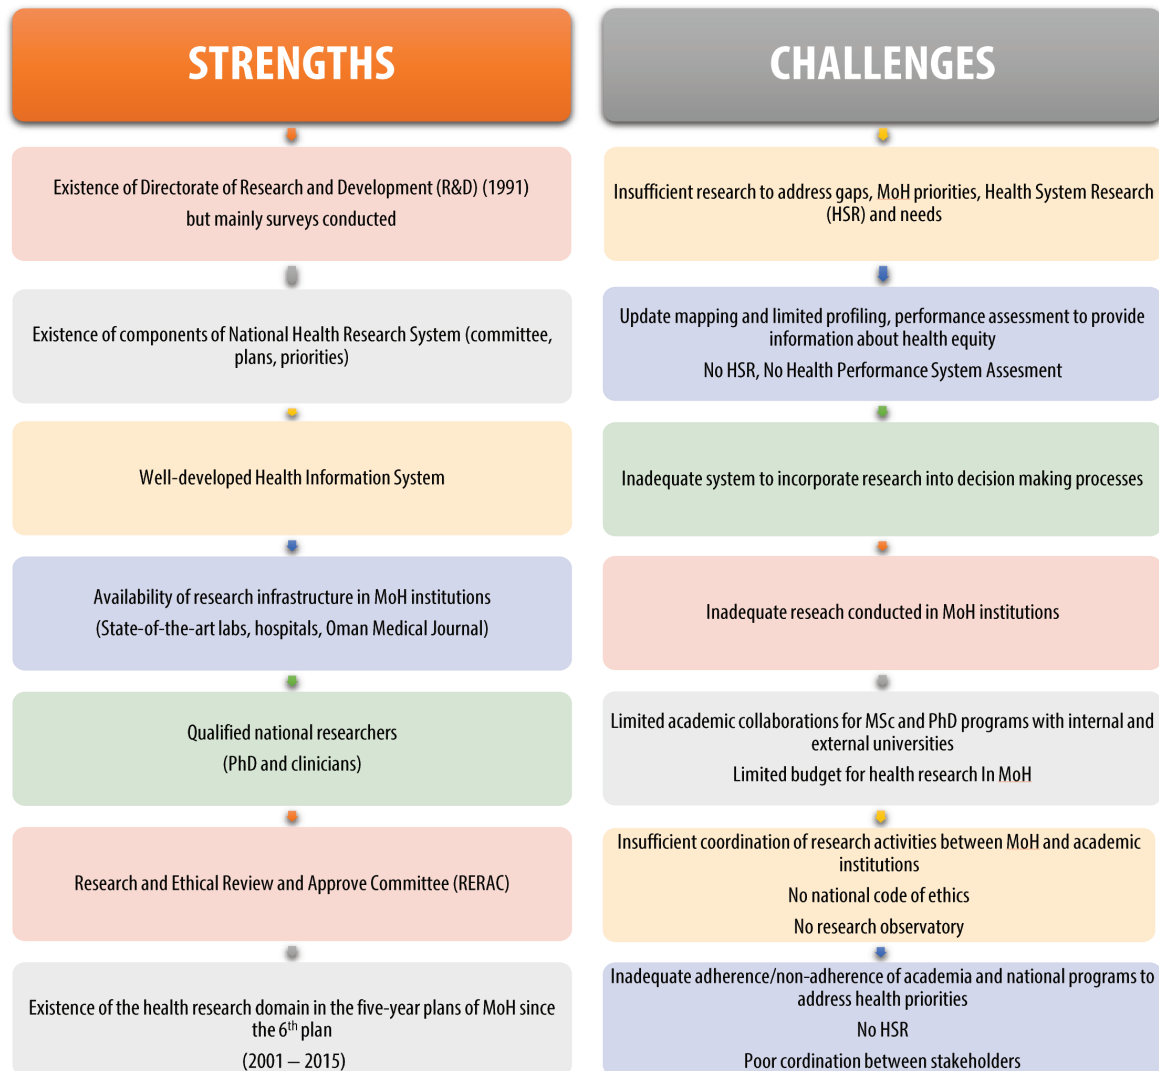 STRENGTHS
Existence of Directorate of Research and Development (R&D) (1991)
but mainly surveys conducted
Existence of components of National Health Research System (committee,
plans, priorities)
Well-developed Health Information System
Availability of research infrastructure in MoH institutions
(State-of-the-art labs, hospitals, Oman Medical Journal)
Qualified national researchers
(PhD and clinicians)
Research and Ethical Review and Approve Committee (RERAC)
Existence of the health research domain in the five-year plans of MoH since
the 6th plan
(2001 – 2015)
CHALLENGES
Insufficient research to address gaps, MoH priorities, Health System Research
(HSR) and needs
Update mapping and limited profiling, performance assessment to provide
information about health equity
No HSR, No Health Performance System Assesment
Inadequate system to incorporate research into decision making processes
Inadequate reseach conducted in MoH institutions
Limited academic collaborations for MSc and PhD programs with internal and
external universities
Limited budget for health research In MoH
Insufficient coordination of research activities between MoH and academic
institutions
No national code of ethics
No research observatory
Inadequate adherence/non-adherence of academia and national programs to
address health priorities
No HSR
Poor cordination between stakeholders